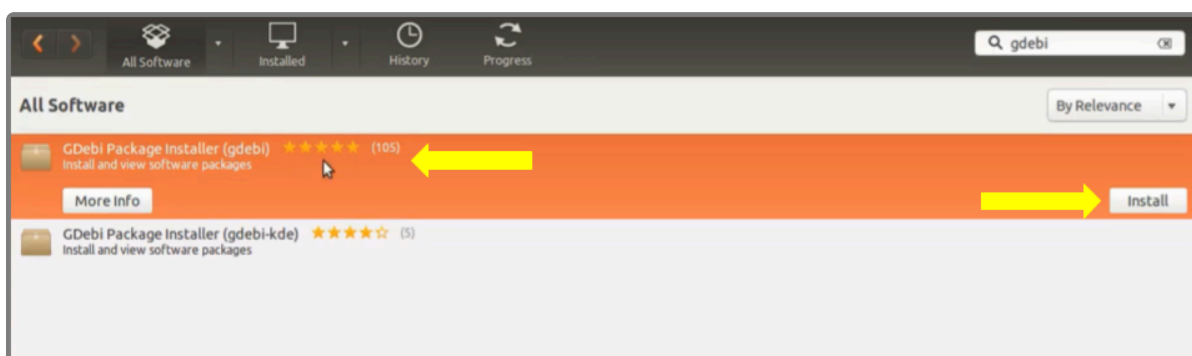 All Software
Installed
History
Progress
gdebi
All Software
By Relevance
GDebi Package Installer (gdebi) (105)
Install and view software packages
More Info
Install
GDebi Package Installer (gdebi-kde) (5)
Install and view software packages